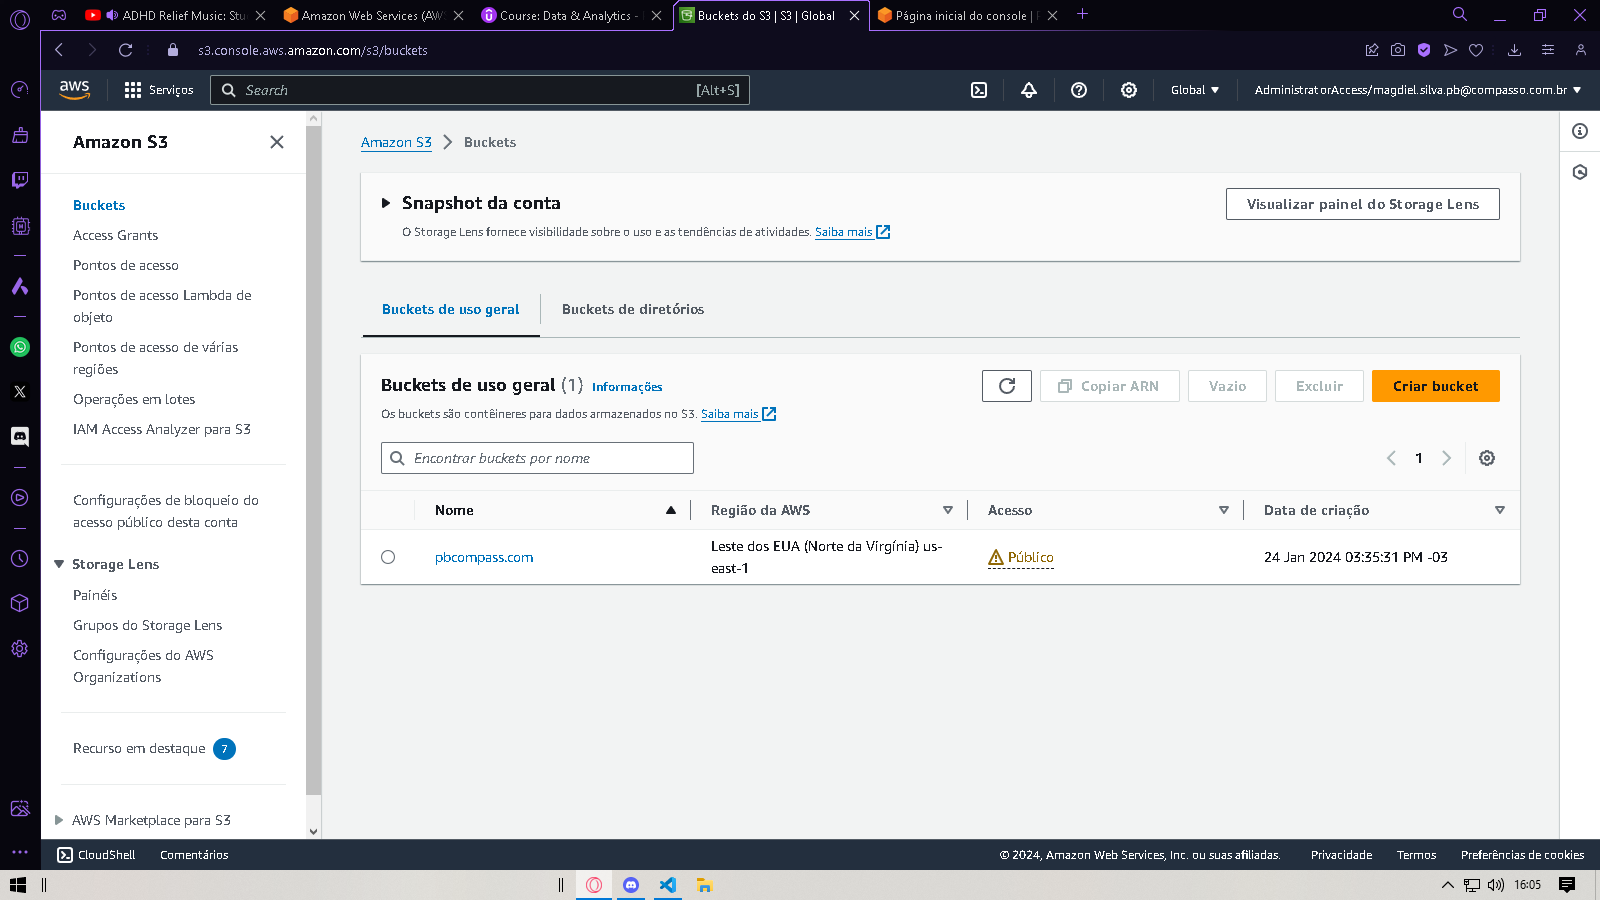 ADHD Relief Music: Stu
Amazon Web Services (AW
Course: Data & Analytics -
Buckets do S3 | S3 | Global
Página inicial do console |
s3.console.aws.amazon.com/s3/buckets
aws
Serviços
Search
[Alt+S]
Global
AdministratorAccess/magdiel.silva.pb@compasso.com.br
Amazon S3
Buckets
Access Grants
Pontos de acesso
Pontos de acesso Lambda de
objeto
Pontos de acesso de várias
regiões
Operações em lotes
IAM Access Analyzer para S3
Configurações de bloqueio do
acesso público desta conta
Storage Lens
Painéis
Grupos do Storage Lens
Configurações do AWS
Organizations
Recurso em destaque 7
AWS Marketplace para S3
Amazon S3
Buckets
Snapshot da conta
O Storage Lens fornece visibilidade sobre o uso e as tendências de atividades. Saiba mais
Visualizar painel do Storage Lens
Buckets de uso geral
Buckets de diretórios
Buckets de uso geral (1) Informações
Os buckets são contêineres para dados armazenados no S3. Saiba mais
Copiar ARN
Vazio
Excluir
Criar bucket
Encontrar buckets por nome
1
Nome
Região da AWS
Acesso
Data de criação
pbcompass.com
Leste dos EUA (Norte da Virgínia) us-
east-1
Público
24 Jan 2024 03:35:31 PM -03
CloudShell
Comentários
© 2024, Amazon Web Services, Inc. ou suas afiliadas.
Privacidade
Termos
Preferências de cookies
16:05